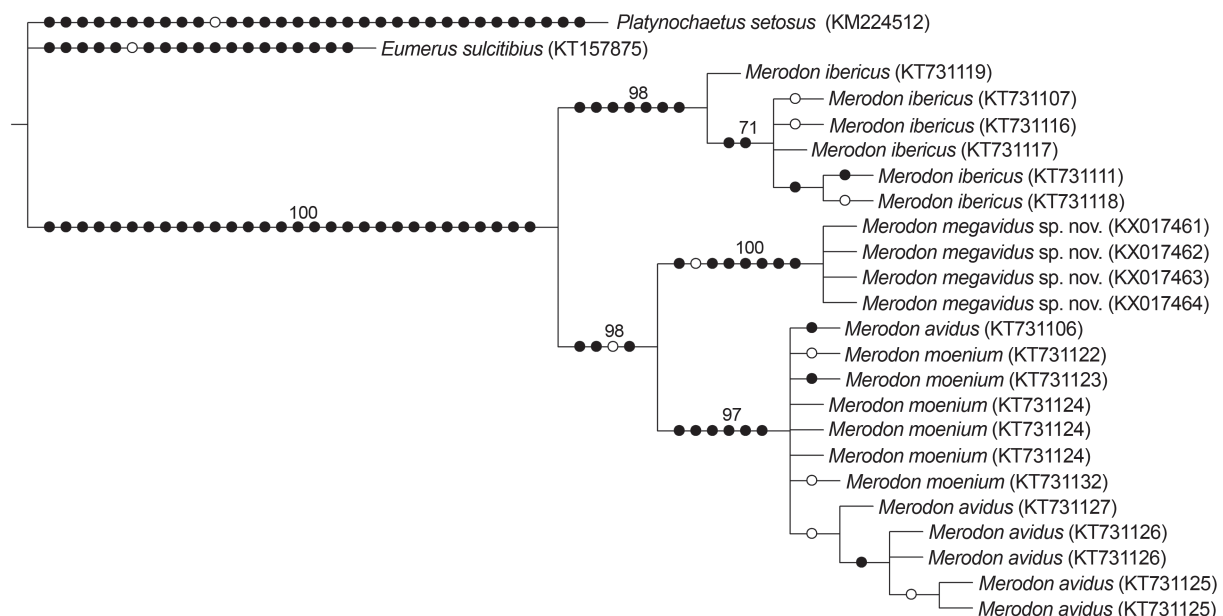 Platynochaetus setosus (KM224512)
Eumerus sulcitibius (KT157875)
Merodon ibericus (KT731119)
98
Merodon ibericus (KT731107)
71
Merodon ibericus (KT731116)
Merodon ibericus (KT731117)
Merodon ibericus (KT731111)
Merodon ibericus (KT731118)
100
Merodon megavidus sp. nov. (KX017461)
100
Merodon megavidus sp. nov. (KX017462)
Merodon megavidus sp. nov. (KX017463)
Merodon megavidus sp. nov. (KX017464)
98
Merodon avidus (KT731106)
Merodon moenium (KT731122)
Merodon moenium (KT731123)
Merodon moenium (KT731124)
97
Merodon moenium (KT731124)
Merodon moenium (KT731124)
Merodon moenium (KT731132)
Merodon avidus (KT731127)
Merodon avidus (KT731126)
Merodon avidus (KT731126)
Merodon avidus (KT731125)
Merodon avidus (KT731125)